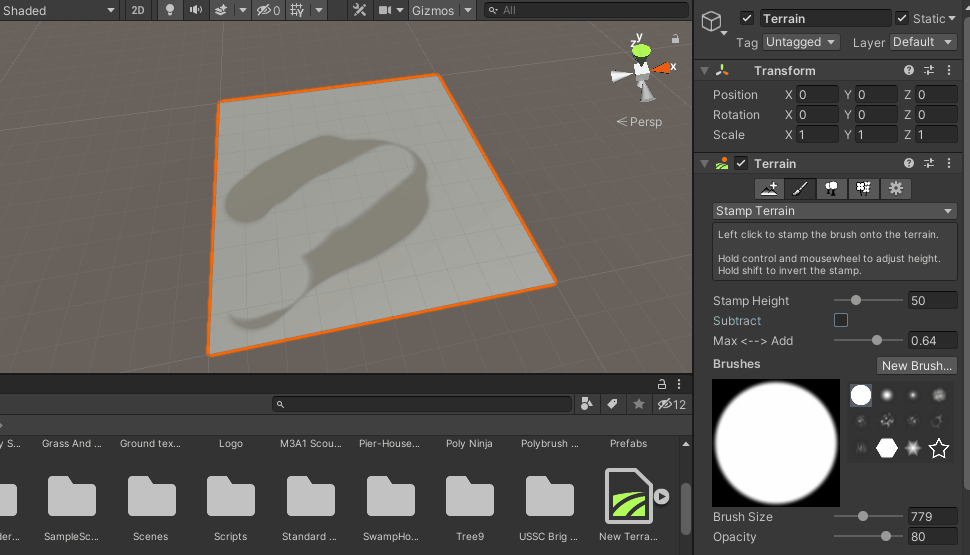 Shaded 2D 0 Gizmos All
y
z
x
Persp
Terrain Static
Tag Untagged Layer Default
Transform
Position X 0 Y 0 Z 0
Rotation X 0 Y 0 Z 0
Scale X 1 Y 1 Z 1
Terrain
Stamp Terrain
Left click to stamp the brush onto the terrain.
Hold control and mousewheel to adjust height.
Hold shift to invert the stamp.
Stamp Height 50
Subtract
Max <--> Add 0.64
Brushes New Brush...
Brush Size 779
Opacity 80
12
y S... Grass And ... Ground tex... Logo M3A1 Scou... Pier-House... Poly Ninja Polybrush ... Prefabs
der... SampleSc... Scenes Scripts Standard ... SwampHo... Tree9 USSC Brig ... New Terra...